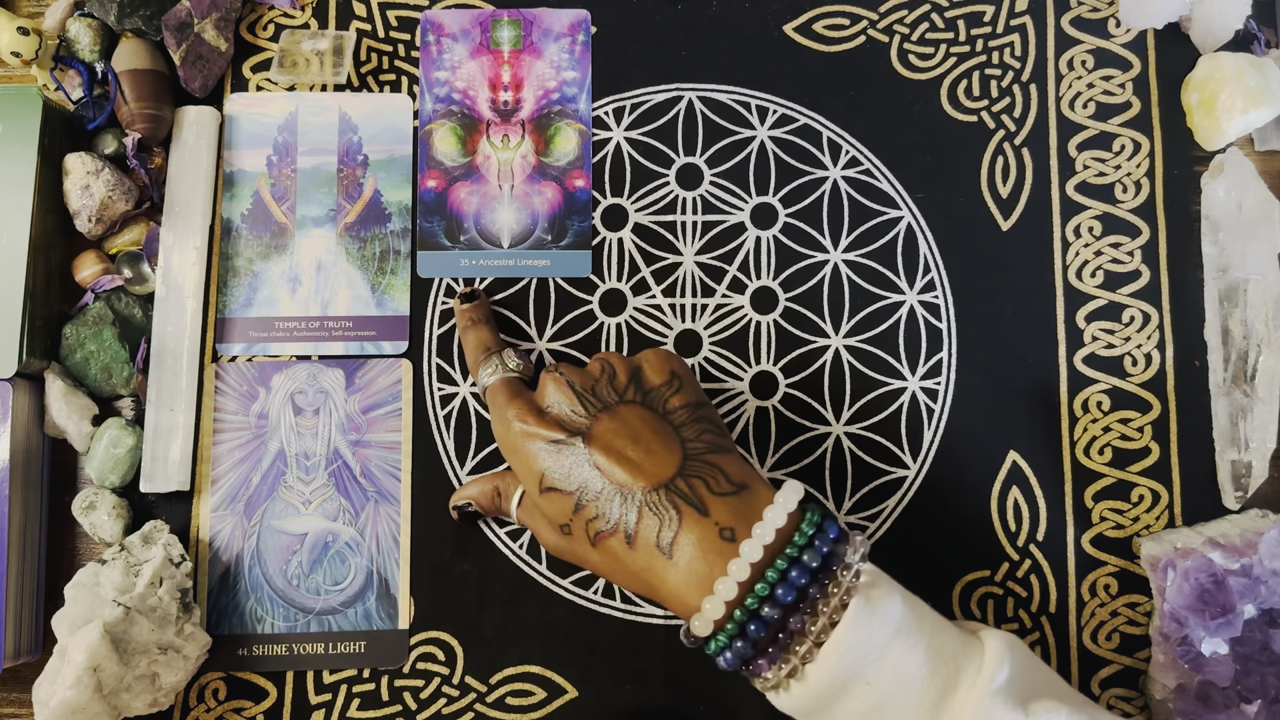 35 • Ancestral Lineages
TEMPLE OF TRUTH
Throat chakra. Authenticity. Self-expression.
44. SHINE YOUR LIGHT